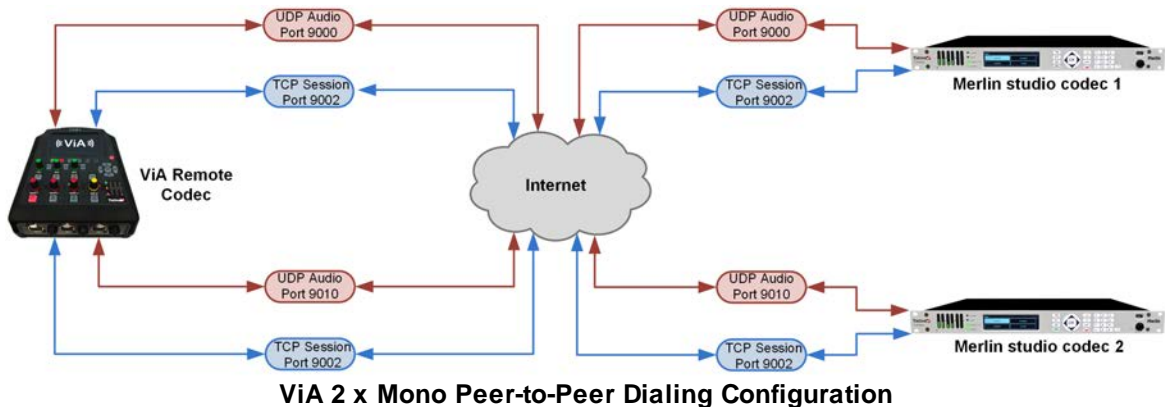 UDP Audio
Port 9000
UDP Audio
Port 9000
TCP Session
Port 9002
TCP Session
Port 9002
Merlin studio codec 1
ViA
ViA Remote
Codec
Internet
UDP Audio
Port 9010
UDP Audio
Port 9010
TCP Session
Port 9002
TCP Session
Port 9002
Merlin studio codec 2
ViA 2 x Mono Peer-to-Peer Dialing Configuration